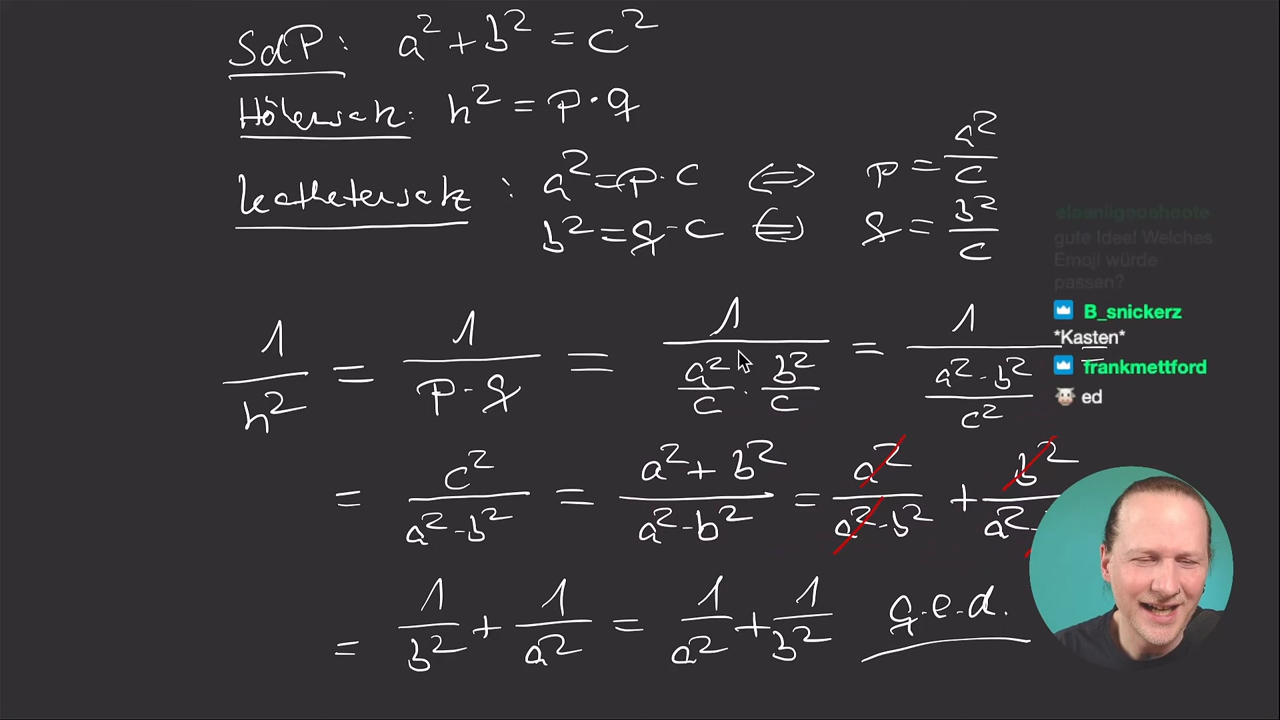 SdP: a² + b² = c²
Höhensatz: h² = p · q
Kathetersatz: a² = p · c ⇔ p = a²/c
b² = q · c ⇔ q = b²/c
elsanligeeeheete
gute Idee! Welches
Emoji würde
passen?
B_snickerz
*Kasten*
frankmettford
ed
1/h² = 1/(p · q) = 1/(a²/c · b²/c) = 1/((a² · b²)/c²) =
= c²/(a² · b²) = (a² + b²)/(a² · b²) = a²/(a² · b²) + b²/(a² ·
= 1/b² + 1/a² = 1/a² + 1/b² q.e.d.